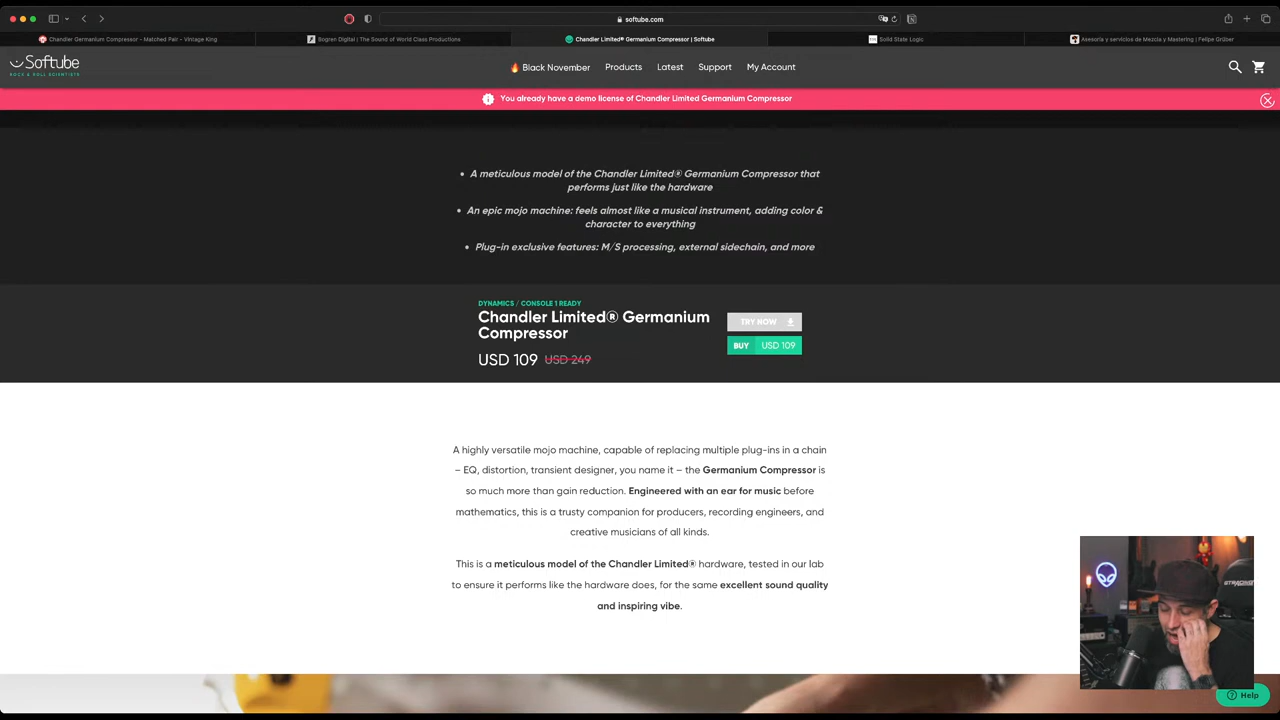 softube.com
Chandler Germanium Compressor - Matched Pair - Vintage King
Bogren Digital | The Sound of World Class Productions
Chandler Limited® Germanium Compressor | Softube
Solid State Logic
Asesoría y servicios de Mezcla y Mastering | Felipe Grüber
Softube
ROCK & ROLL SCIENTISTS
Black November
Products
Latest
Support
My Account
You already have a demo license of Chandler Limited Germanium Compressor
• A meticulous model of the Chandler Limited® Germanium Compressor that
performs just like the hardware
• An epic mojo machine: feels almost like a musical instrument, adding color &
character to everything
• Plug-in exclusive features: M/S processing, external sidechain, and more
DYNAMICS / CONSOLE 1 READY
Chandler Limited® Germanium
Compressor
USD 109 USD 249
TRY NOW
BUY USD 109
A highly versatile mojo machine, capable of replacing multiple plug-ins in a chain
– EQ, distortion, transient designer, you name it – the Germanium Compressor is
so much more than gain reduction. Engineered with an ear for music before
mathematics, this is a trusty companion for producers, recording engineers, and
creative musicians of all kinds.
This is a meticulous model of the Chandler Limited® hardware, tested in our lab
to ensure it performs like the hardware does, for the same excellent sound quality
and inspiring vibe.
Help